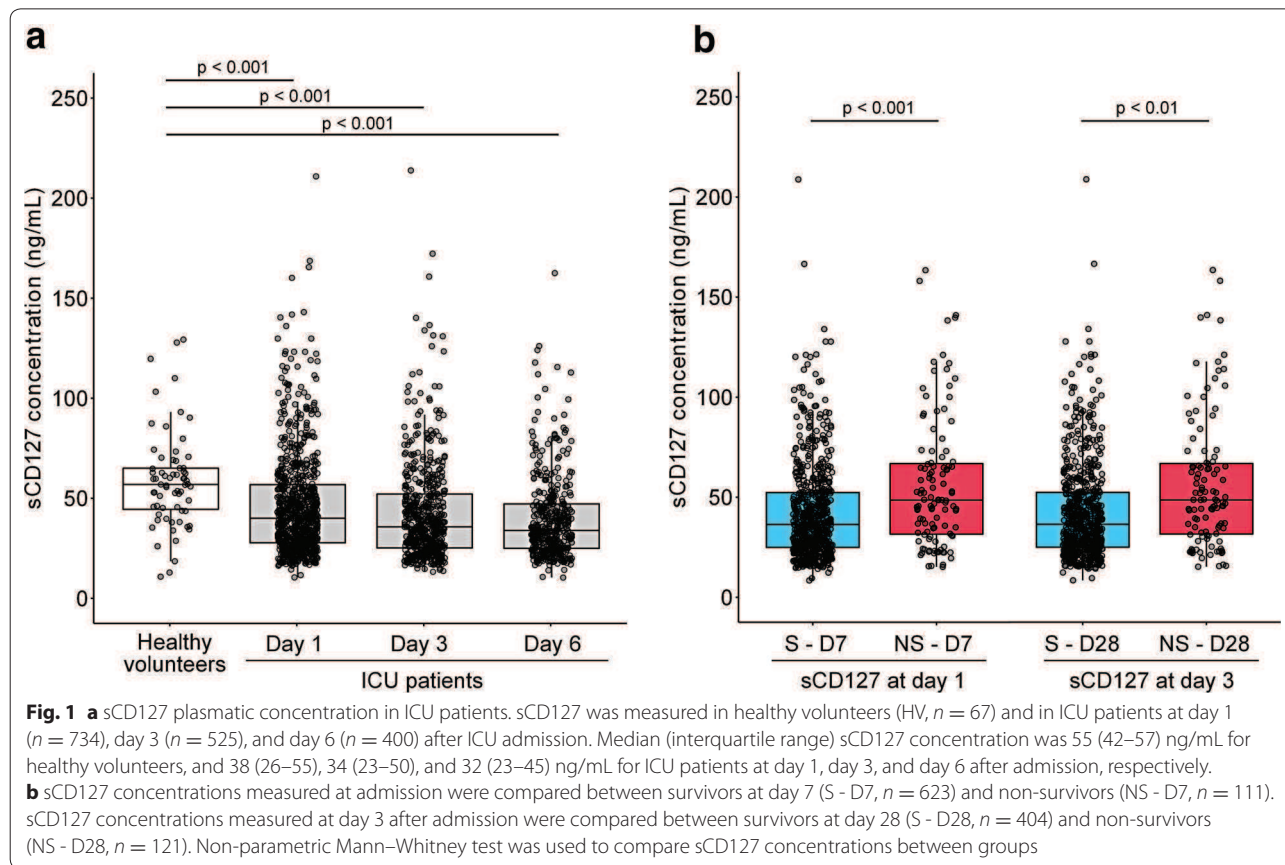 a
p < 0.001
p < 0.001
p < 0.001
sCD127 concentration (ng/mL)
250
200
150
100
50
0
Healthy volunteers
Day 1
Day 3
Day 6
ICU patients
b
p < 0.001
p < 0.01
sCD127 concentration (ng/mL)
250
200
150
100
50
0
S - D7
NS - D7
S - D28
NS - D28
sCD127 at day 1
sCD127 at day 3
Fig. 1 a sCD127 plasmatic concentration in ICU patients. sCD127 was measured in healthy volunteers (HV, n = 67) and in ICU patients at day 1
(n = 734), day 3 (n = 525), and day 6 (n = 400) after ICU admission. Median (interquartile range) sCD127 concentration was 55 (42–57) ng/mL for
healthy volunteers, and 38 (26–55), 34 (23–50), and 32 (23–45) ng/mL for ICU patients at day 1, day 3, and day 6 after admission, respectively.
b sCD127 concentrations measured at admission were compared between survivors at day 7 (S - D7, n = 623) and non-survivors (NS - D7, n = 111).
sCD127 concentrations measured at day 3 after admission were compared between survivors at day 28 (S - D28, n = 404) and non-survivors
(NS - D28, n = 121). Non-parametric Mann–Whitney test was used to compare sCD127 concentrations between groups